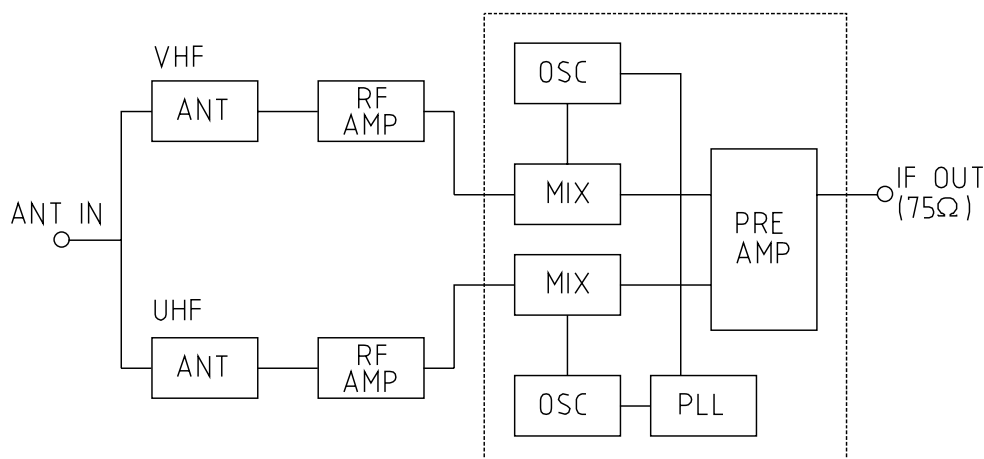 VHF
ANT
RF
AMP
OSC
MIX
ANT IN
PRE
AMP
IF OUT
(75Ω)
MIX
UHF
ANT
RF
AMP
OSC
PLL